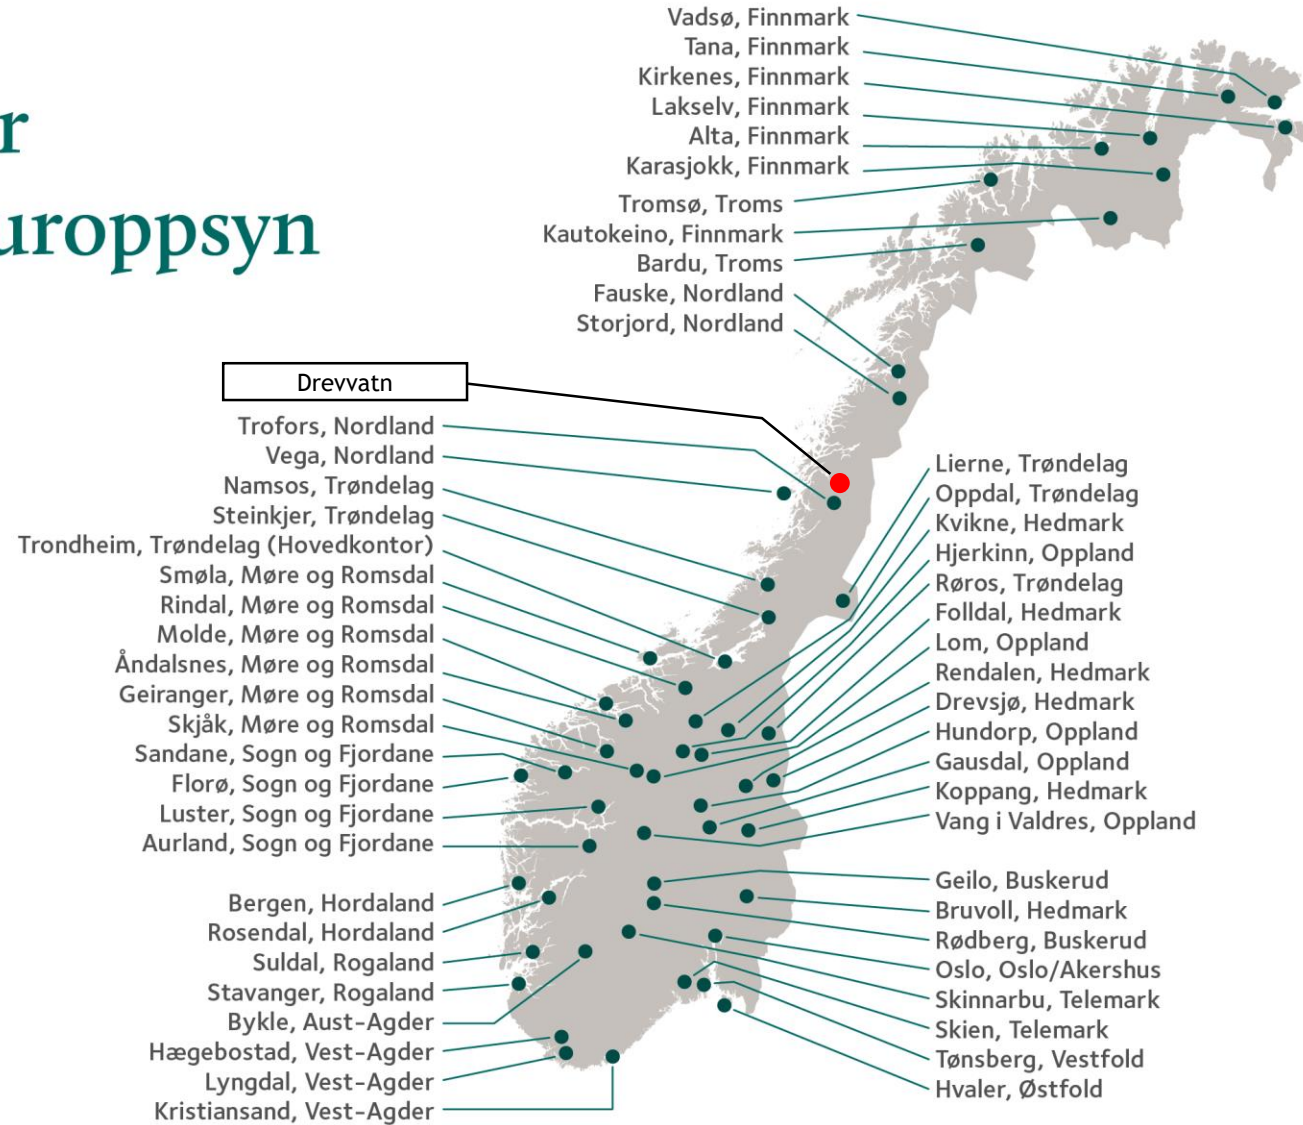 r
uroppsyn
Vadsø, Finnmark
Tana, Finnmark
Kirkenes, Finnmark
Lakselv, Finnmark
Alta, Finnmark
Karasjokk, Finnmark
Tromsø, Troms
Kautokeino, Finnmark
Bardu, Troms
Fauske, Nordland
Storjord, Nordland
Drevvatn
Trofors, Nordland
Vega, Nordland
Namsos, Trøndelag
Steinkjer, Trøndelag
Trondheim, Trøndelag (Hovedkontor)
Smøla, Møre og Romsdal
Rindal, Møre og Romsdal
Molde, Møre og Romsdal
Åndalsnes, Møre og Romsdal
Geiranger, Møre og Romsdal
Skjåk, Møre og Romsdal
Sandane, Sogn og Fjordane
Florø, Sogn og Fjordane
Luster, Sogn og Fjordane
Aurland, Sogn og Fjordane
Bergen, Hordaland
Rosendal, Hordaland
Suldal, Rogaland
Stavanger, Rogaland
Bykle, Aust-Agder
Hægebostad, Vest-Agder
Lyngdal, Vest-Agder
Kristiansand, Vest-Agder
Lierne, Trøndelag
Oppdal, Trøndelag
Kvikne, Hedmark
Hjerkinn, Oppland
Røros, Trøndelag
Folldal, Hedmark
Lom, Oppland
Rendalen, Hedmark
Drevsjø, Hedmark
Hundorp, Oppland
Gausdal, Oppland
Koppang, Hedmark
Vang i Valdres, Oppland
Geilo, Buskerud
Bruvoll, Hedmark
Rødberg, Buskerud
Oslo, Oslo/Akershus
Skinnarbu, Telemark
Skien, Telemark
Tønsberg, Vestfold
Hvaler, Østfold